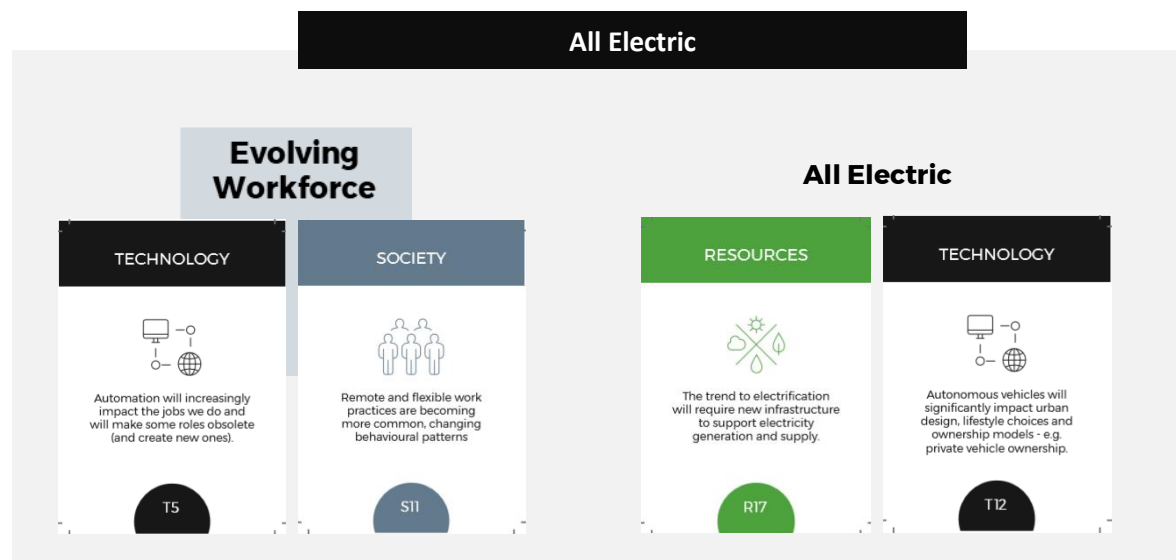 All Electric
Evolving
Workforce
TECHNOLOGY
Automation will increasingly
impact the jobs we do and
will make some roles obsolete
(and create new ones).
T5
SOCIETY
Remote and flexible work
practices are becoming
more common, changing
behavioural patterns
S11
All Electric
RESOURCES
The trend to electrification
will require new infrastructure
to support electricity
generation and supply.
R17
TECHNOLOGY
Autonomous vehicles will
significantly impact urban
design, lifestyle choices and
ownership models - e.g.
private vehicle ownership.
T12